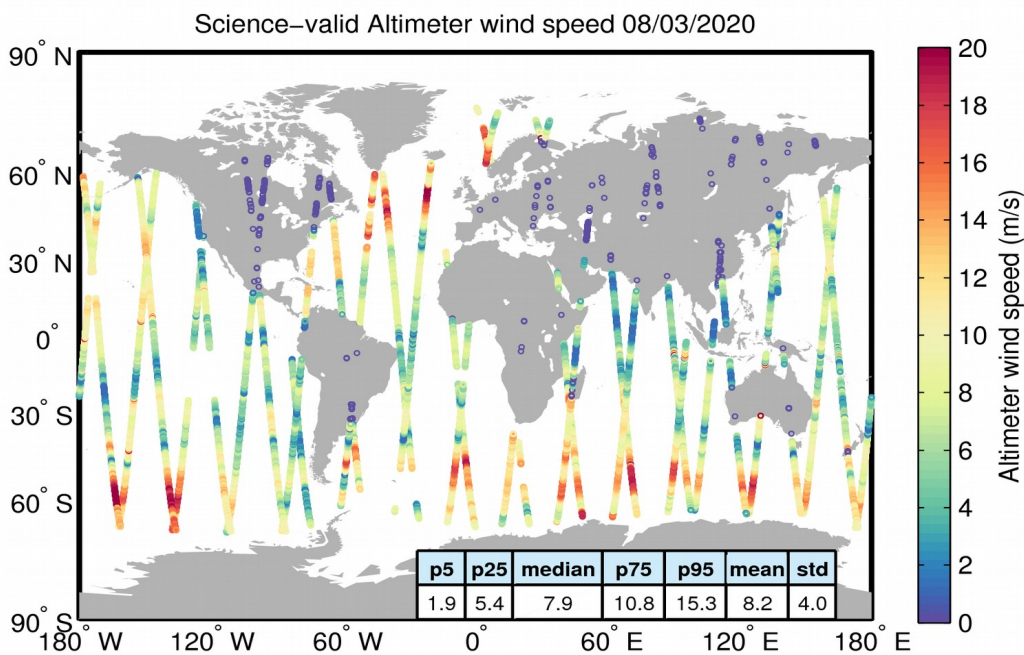 Science−valid Altimeter wind speed 08/03/2020
90° N
60° N
30° N
0°
30° S
60° S
90° S
180° W
120° W
60° W
0°
60° E
120° E
180° E
p5 p25 median p75 p95 mean std
1.9 5.4 7.9 10.8 15.3 8.2 4.0
20
18
16
14
12
10
8
6
4
2
0
Altimeter wind speed (m/s)